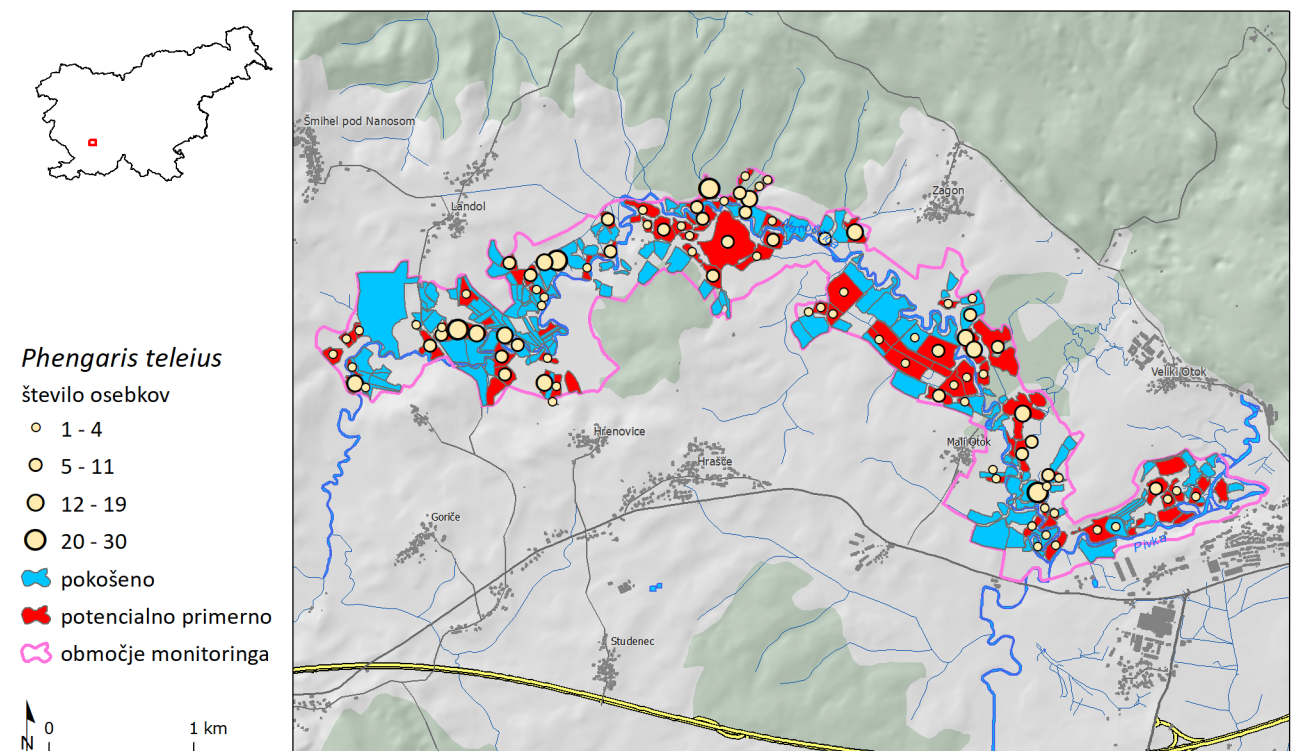 Phengaris teleius
število osebkov
1 - 4
5 - 11
12 - 19
20 - 30
pokošeno
potencialno primerno
območje monitoringa
N
0 1 km
Šmihel pod Nanosom
Landol
Zagon
Veliki Otok
Mali Otok
Hrenovice
Hrašče
Goriče
Pivka
Studenec